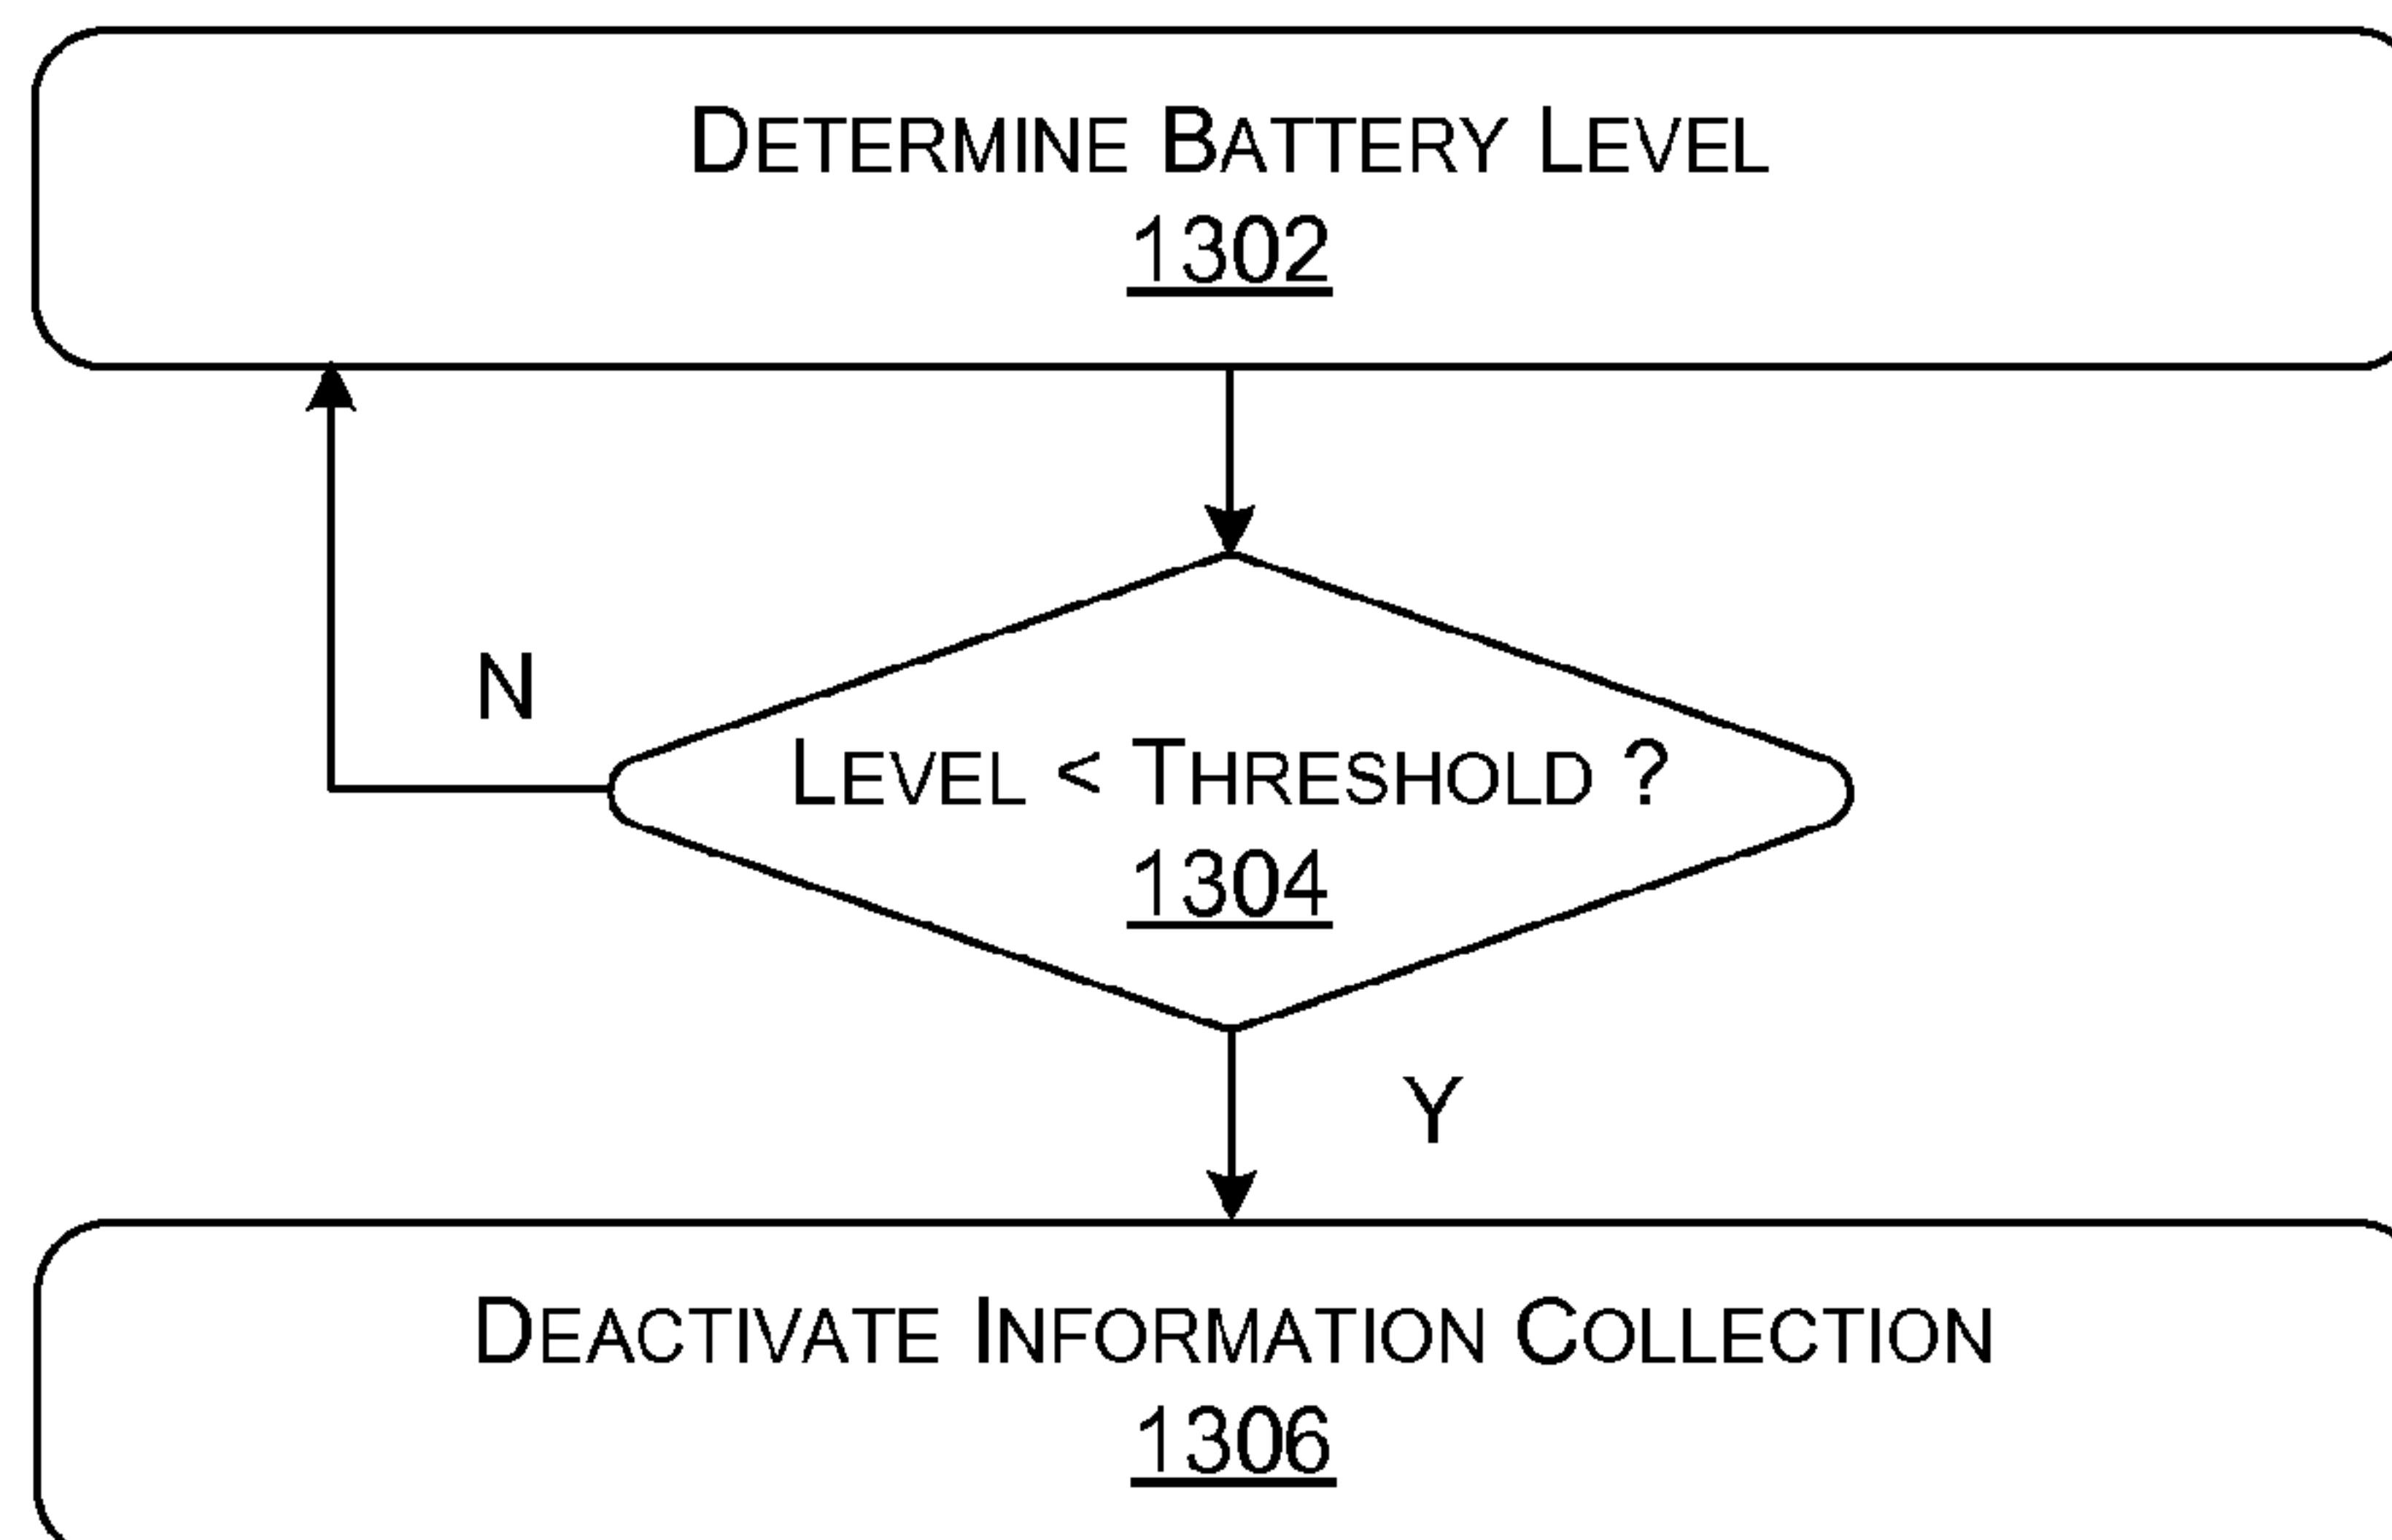 DETERMINE BATTERY LEVEL
1302
N
LEVEL < THRESHOLD ?
1304
Y
DEACTIVATE INFORMATION COLLECTION
1306